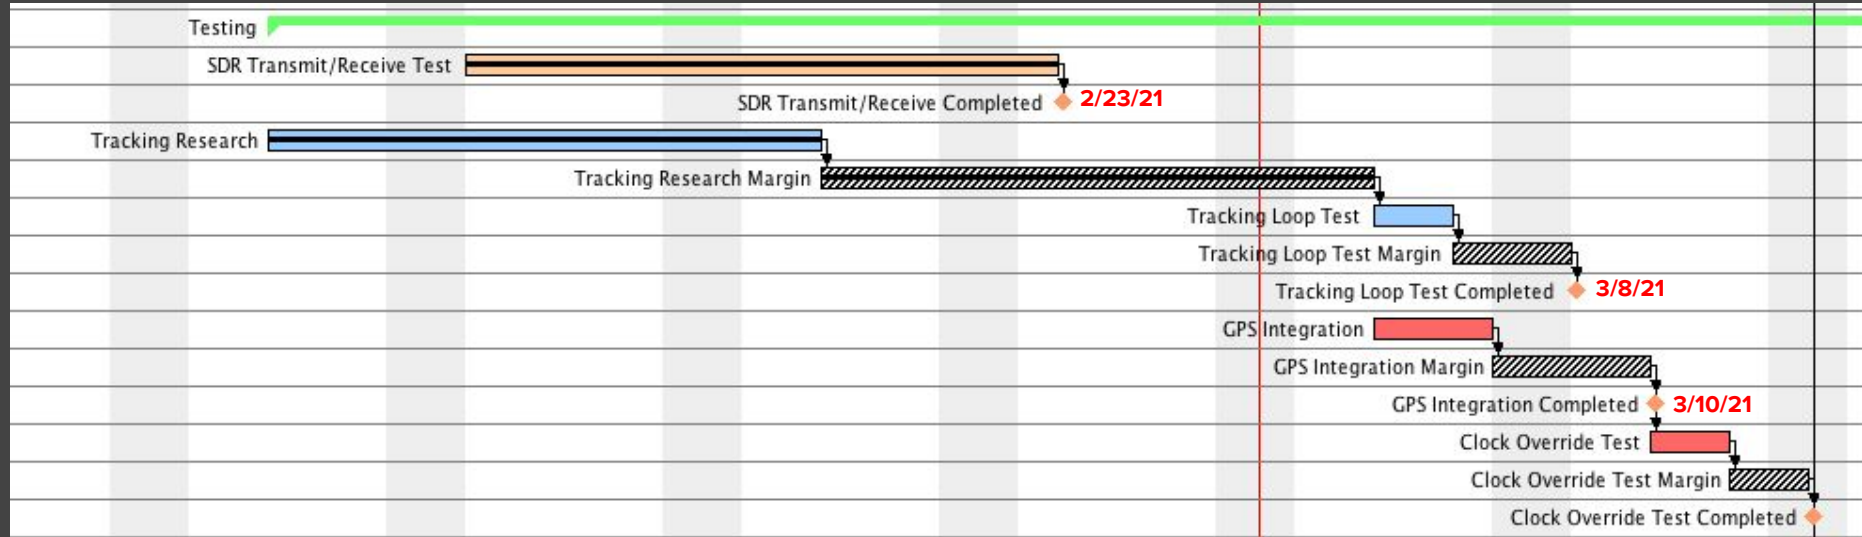 Testing
SDR Transmit/Receive Test
SDR Transmit/Receive Completed 2/23/21
Tracking Research
Tracking Research Margin
Tracking Loop Test
Tracking Loop Test Margin
Tracking Loop Test Completed 3/8/21
GPS Integration
GPS Integration Margin
GPS Integration Completed 3/10/21
Clock Override Test
Clock Override Test Margin
Clock Override Test Completed